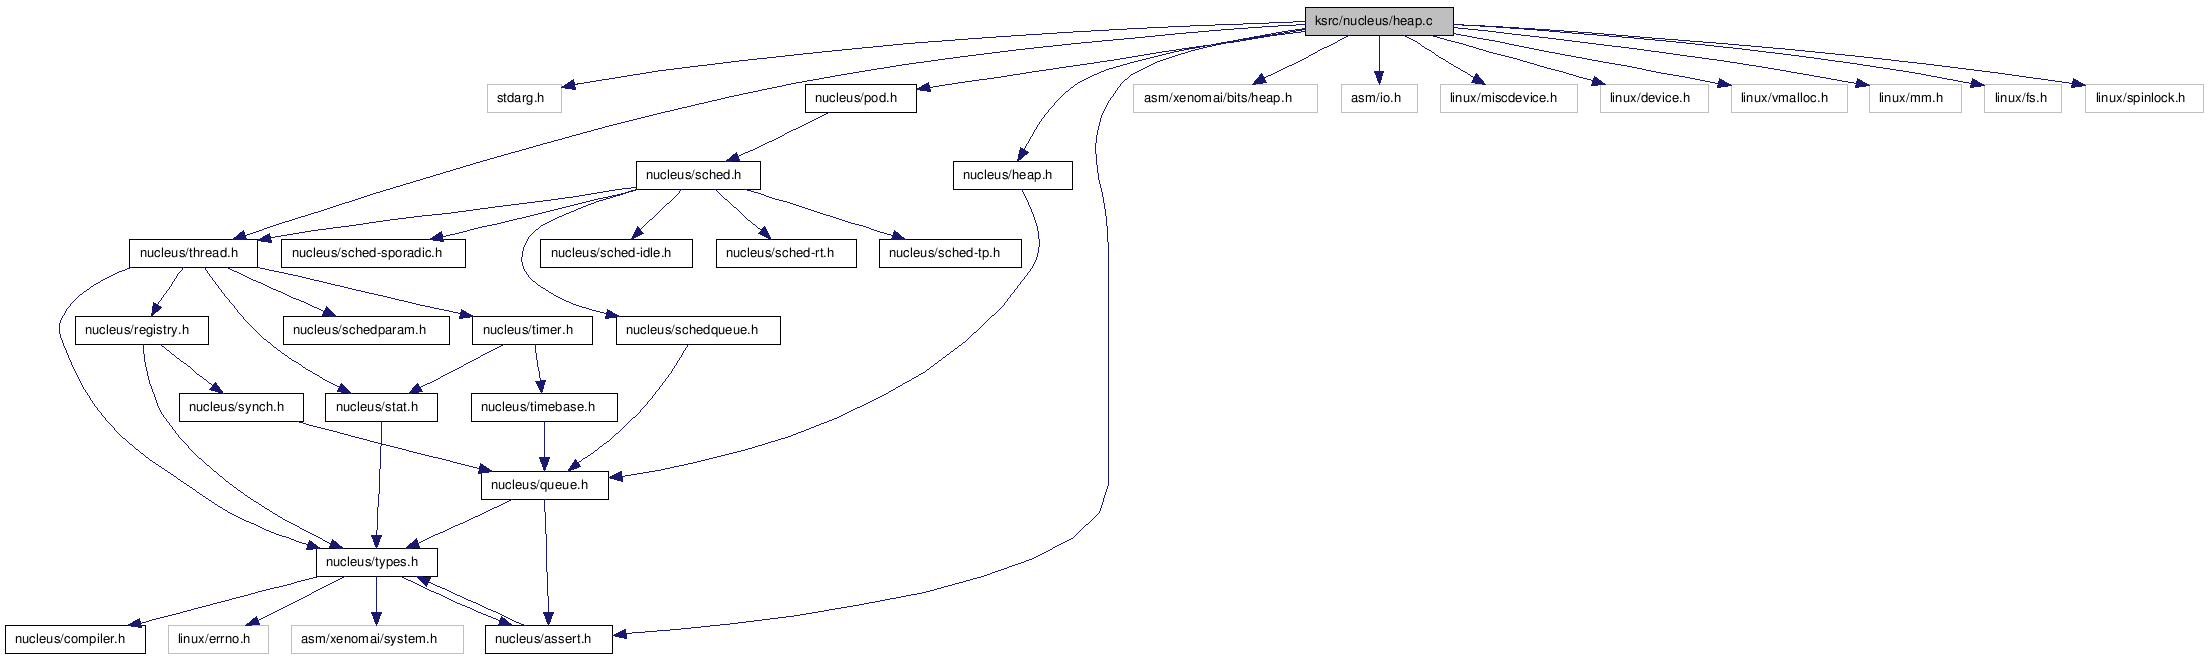 ksrc/nucleus/heap.c
stdarg.h
nucleus/pod.h
asm/xenomai/bits/heap.h
asm/io.h
linux/miscdevice.h
linux/device.h
linux/vmalloc.h
linux/mm.h
linux/fs.h
linux/spinlock.h
nucleus/sched.h
nucleus/heap.h
nucleus/thread.h
nucleus/sched-sporadic.h
nucleus/sched-idle.h
nucleus/sched-rt.h
nucleus/sched-tp.h
nucleus/registry.h
nucleus/schedparam.h
nucleus/timer.h
nucleus/schedqueue.h
nucleus/synch.h
nucleus/stat.h
nucleus/timebase.h
nucleus/queue.h
nucleus/types.h
nucleus/compiler.h
linux/errno.h
asm/xenomai/system.h
nucleus/assert.h